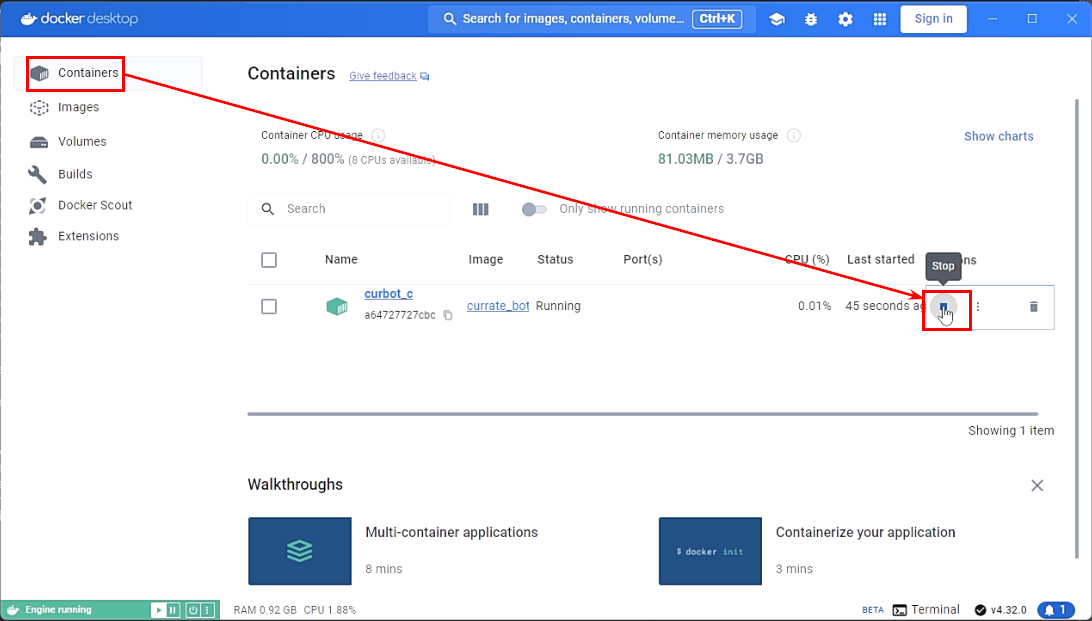 docker desktop
Search for images, containers, volume... Ctrl+K
Sign in
Containers
Images
Volumes
Builds
Docker Scout
Extensions
Containers Give feedback
Container CPU usage
0.00% / 800% (8 CPUs available)
Container memory usage
81.03MB / 3.7GB
Show charts
Search
Only show running containers
Name Image Status Port(s) CPU (%) Last started
Stop
curbot_c
a64727727cbc
currate_bot Running 0.01% 45 seconds
Showing 1 item
Walkthroughs
Multi-container applications
8 mins
$ docker init
Containerize your application
3 mins
Engine running
RAM 0.92 GB CPU 1.88%
BETA Terminal v4.32.0 1